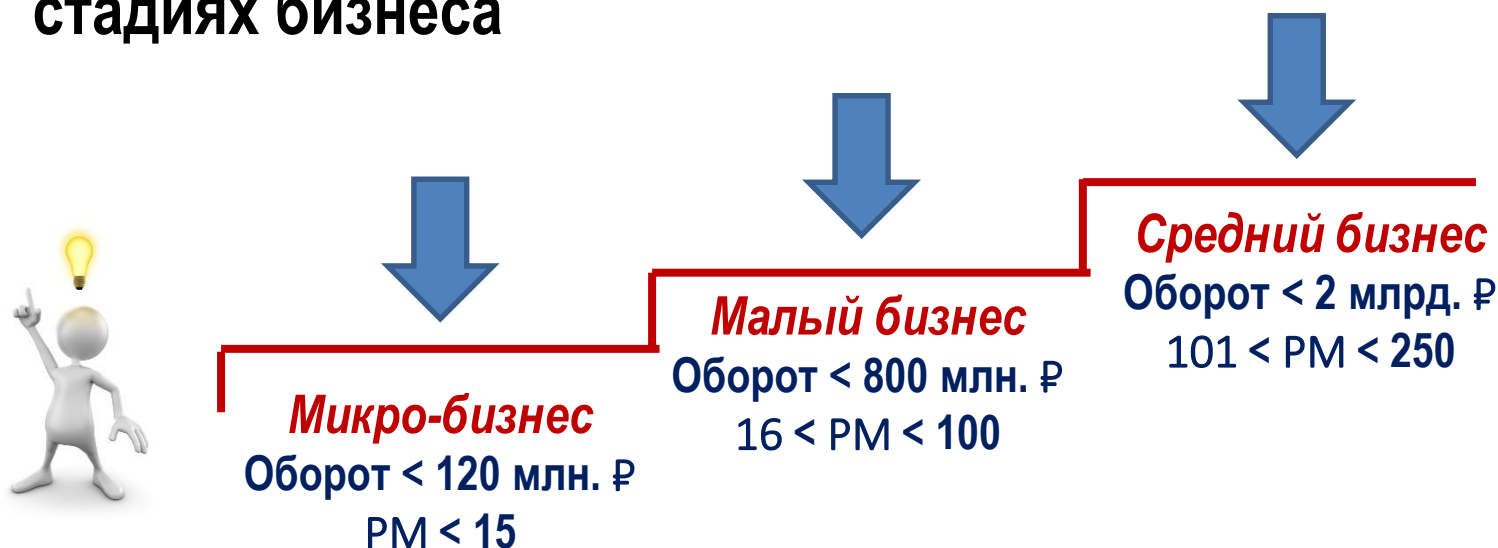 стадиях бизнеса
Средний бизнес
Оборот < 2 млрд. ₽
101 < РМ < 250
Малый бизнес
Оборот < 800 млн. ₽
16 < РМ < 100
Микро-бизнес
Оборот < 120 млн. ₽
РМ < 15